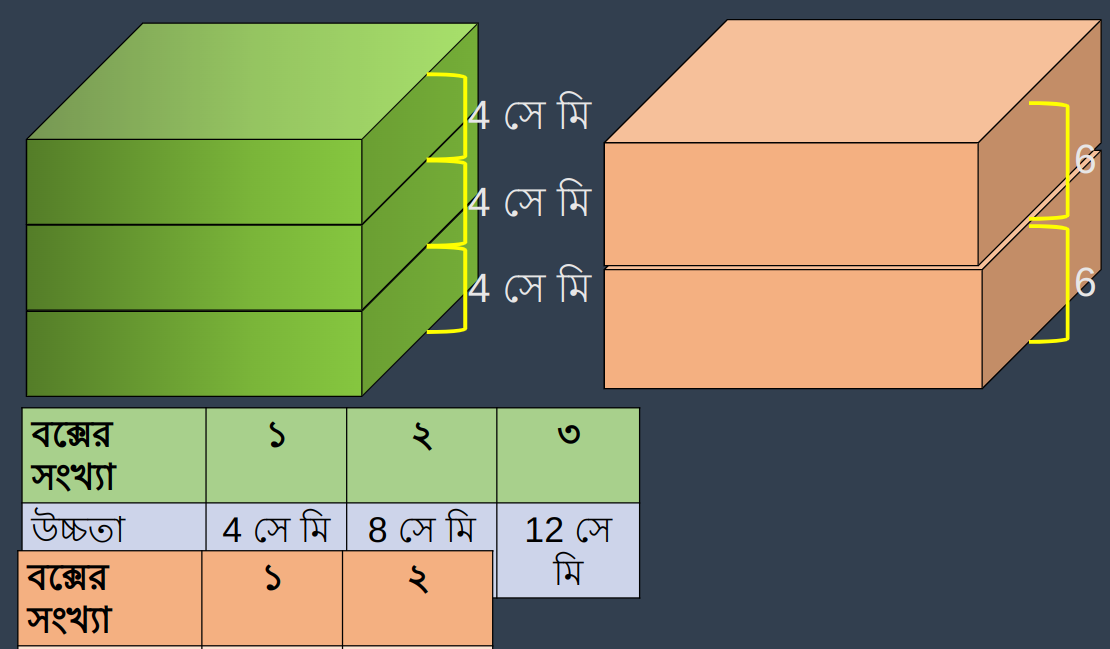 4 সে মি
4 সে মি
4 সে মি
6
6
বক্সের সংখ্যা ১ ২ ৩
উচ্চতা 4 সে মি 8 সে মি 12 সে মি
বক্সের সংখ্যা ১ ২